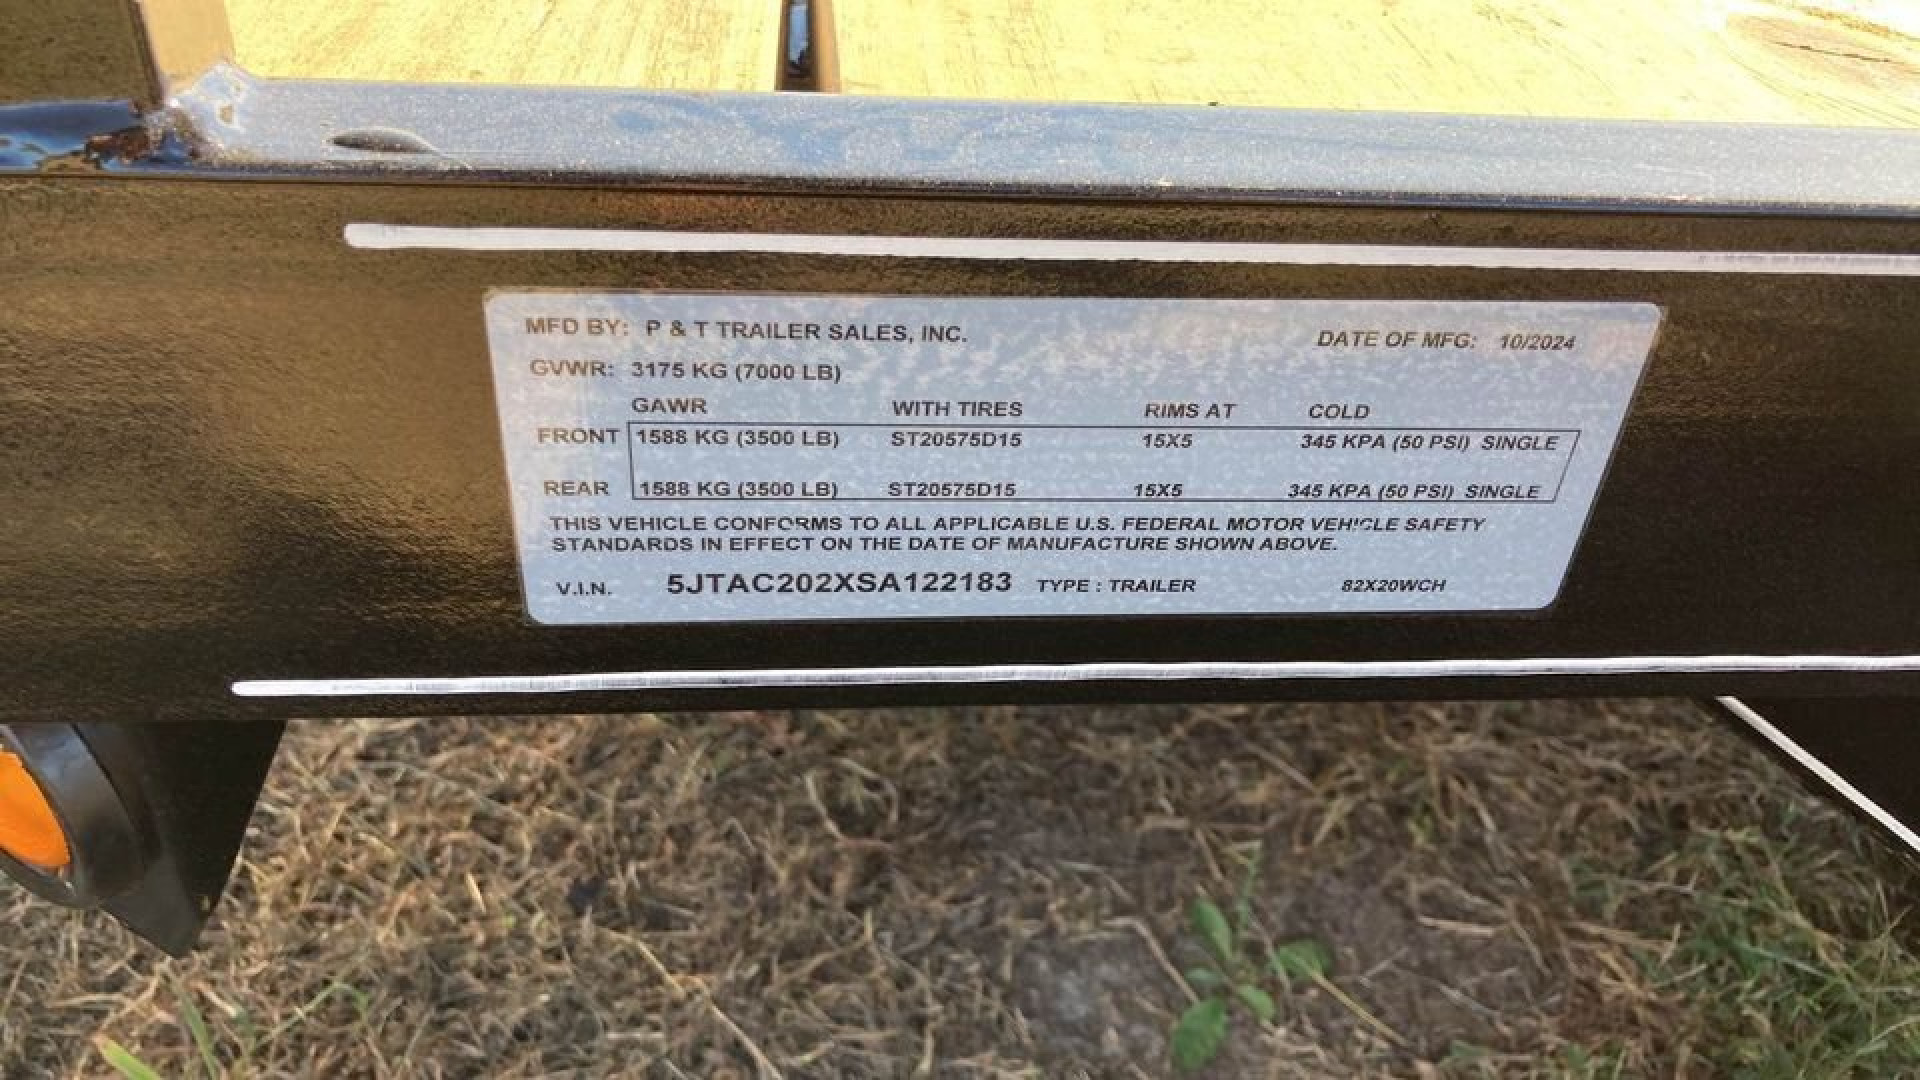 MFD BY: P & T TRAILER SALES, INC. DATE OF MFG: 10/2024
GVWR: 3175 KG (7000 LB)
GAWR WITH TIRES RIMS AT COLD
FRONT 1588 KG (3500 LB) ST20575D15 15X5 345 KPA (50 PSI) SINGLE
REAR 1588 KG (3500 LB) ST20575D15 15X5 345 KPA (50 PSI) SINGLE
THIS VEHICLE CONFORMS TO ALL APPLICABLE U.S. FEDERAL MOTOR VEHICLE SAFETY
STANDARDS IN EFFECT ON THE DATE OF MANUFACTURE SHOWN ABOVE.
V.I.N. 5JTAC202XSA122183 TYPE : TRAILER 82X20WCH